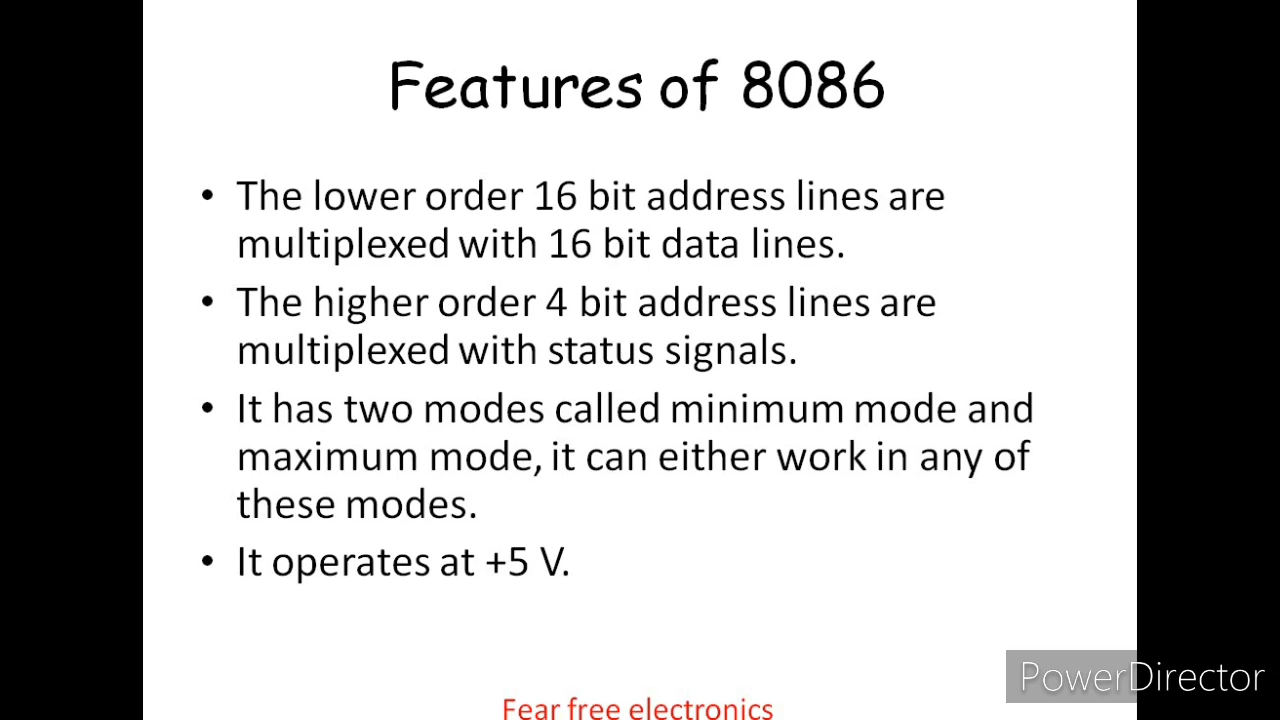 Features of 8086
• The lower order 16 bit address lines are
multiplexed with 16 bit data lines.
• The higher order 4 bit address lines are
multiplexed with status signals.
• It has two modes called minimum mode and
maximum mode, it can either work in any of
these modes.
• It operates at +5 V.
PowerDirector
Fear free electronics